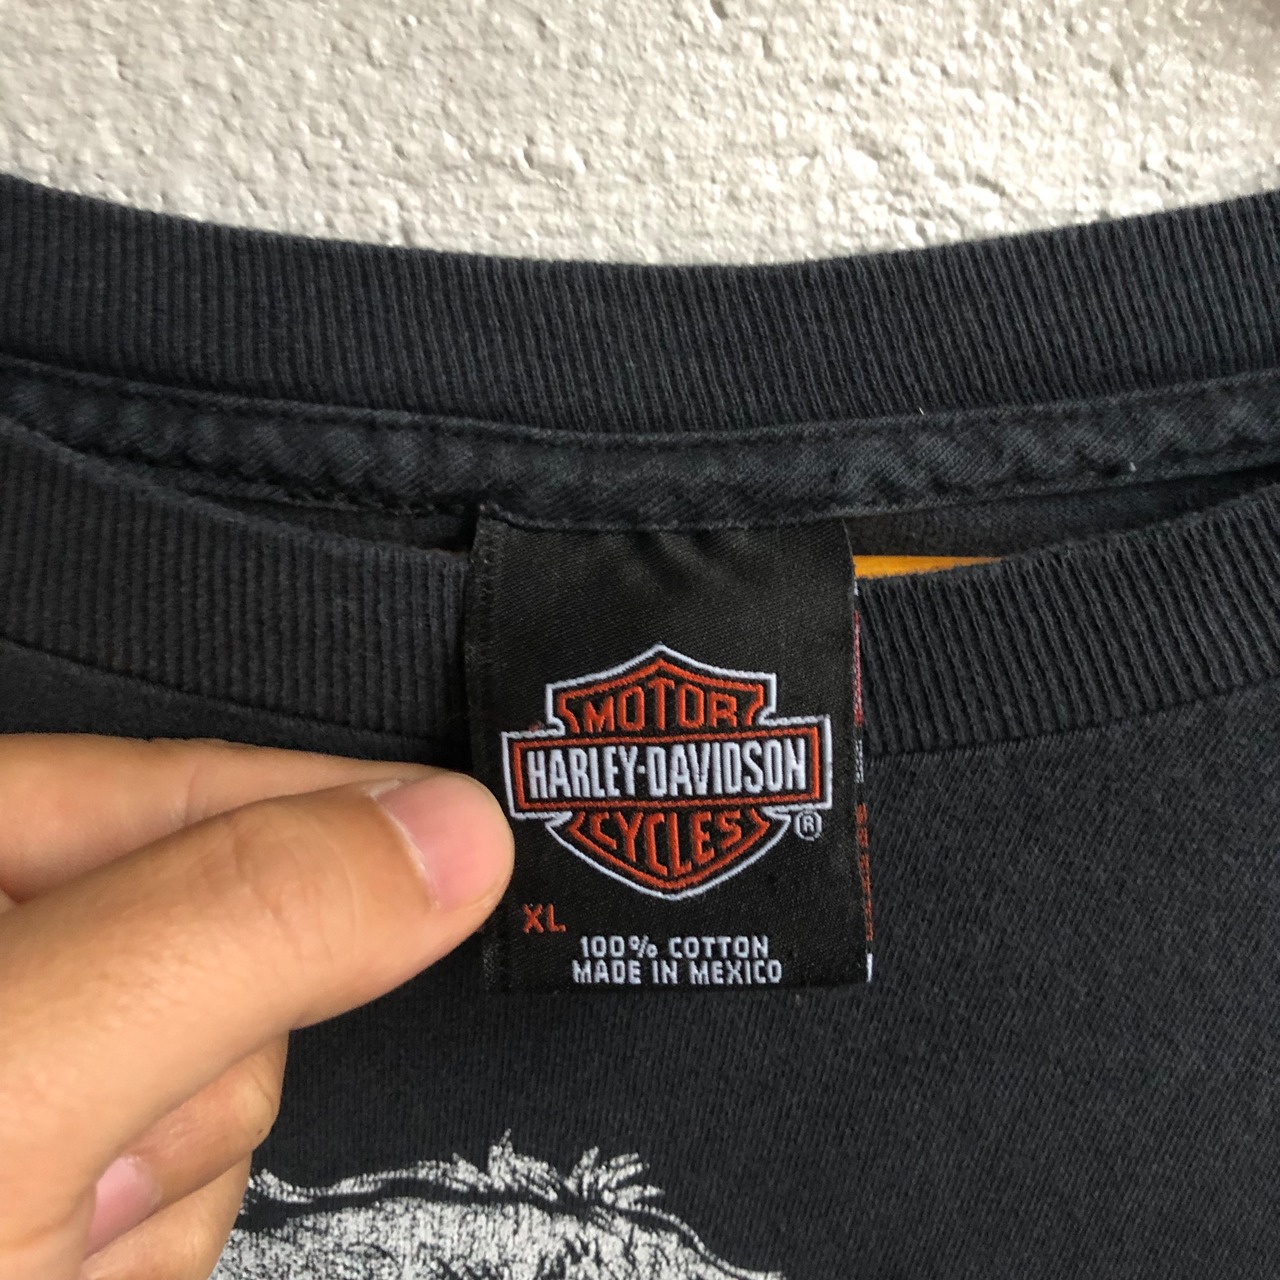 MOTOR
HARLEY-DAVIDSON
CYCLES
®
XL
100% COTTON
MADE IN MEXICO